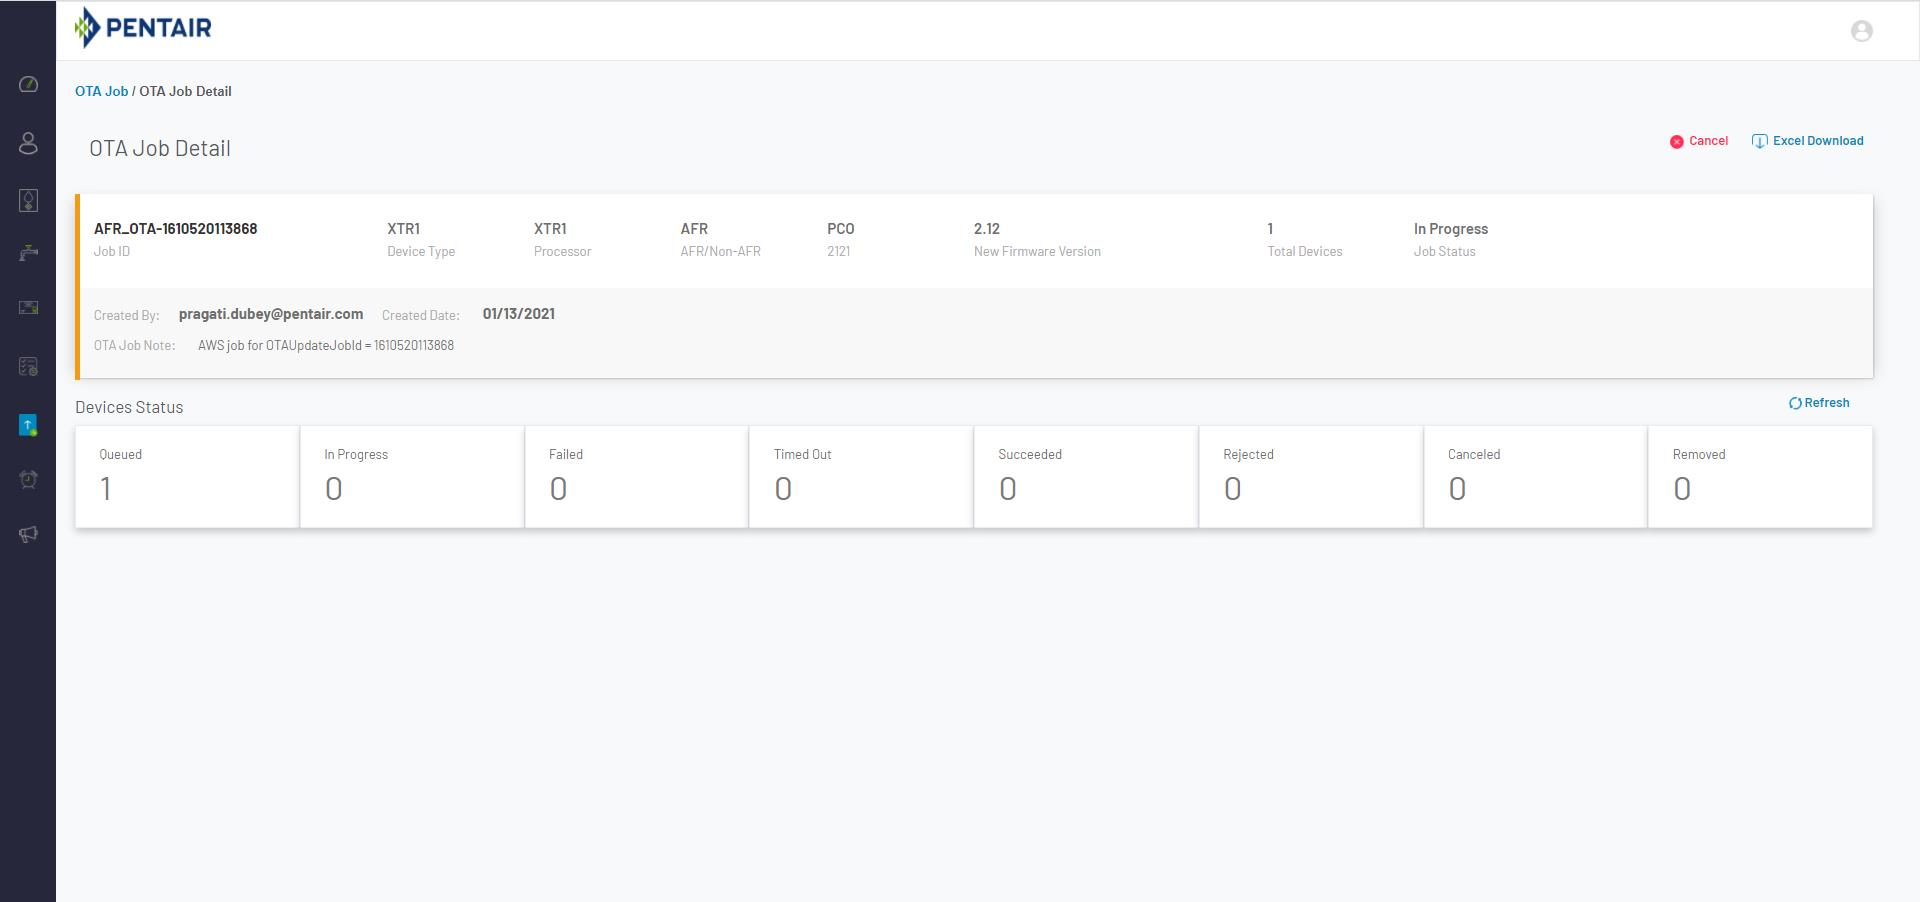 PENTAIR
OTA Job / OTA Job Detail
OTA Job Detail
Cancel
Excel Download
AFR_OTA-1610520113868
Job ID
XTR1
Device Type
XTR1
Processor
AFR
AFR/Non-AFR
PCO
2121
2.12
New Firmware Version
1
Total Devices
In Progress
Job Status
Created By: pragati.dubey@pentair.com Created Date: 01/13/2021
OTA Job Note: AWS job for OTAUpdateJobId = 1610520113868
Devices Status
Refresh
Queued
1
In Progress
0
Failed
0
Timed Out
0
Succeeded
0
Rejected
0
Canceled
0
Removed
0